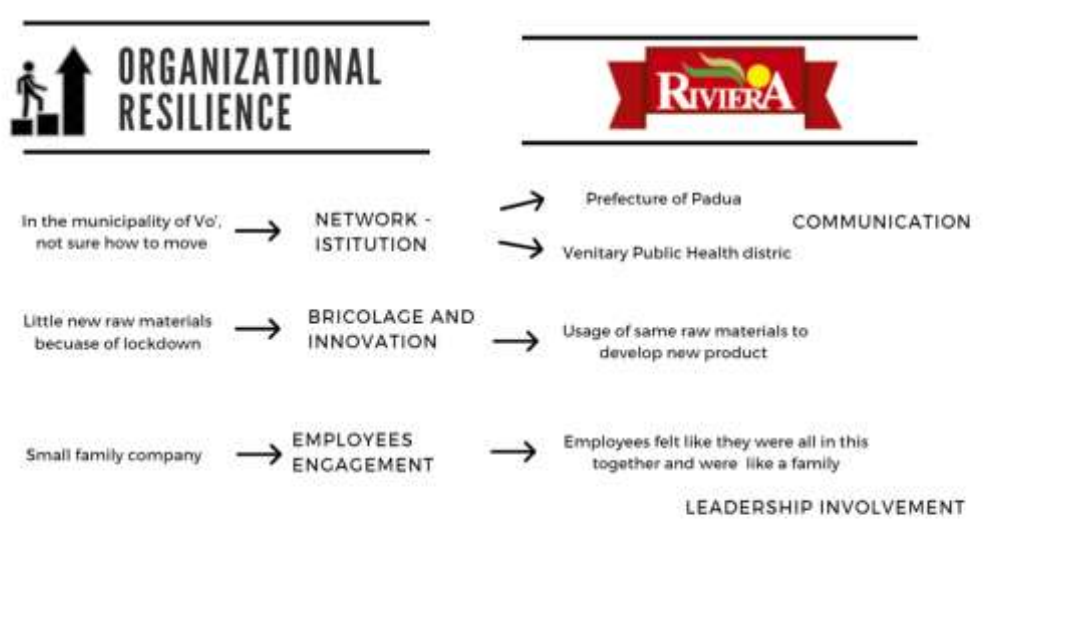 ORGANIZATIONAL
RESILIENCE
RIVIERA
In the municipality of Vo',
not sure how to move
NETWORK -
ISTITUTION
Prefecture of Padua
Venitary Public Health distric
COMMUNICATION
Little new raw materials
becuase of lockdown
BRICOLAGE AND
INNOVATION
Usage of same raw materials to
develop new product
Small family company
EMPLOYEES
ENGAGEMENT
Employees felt like they were all in this
together and were like a family
LEADERSHIP INVOLVEMENT